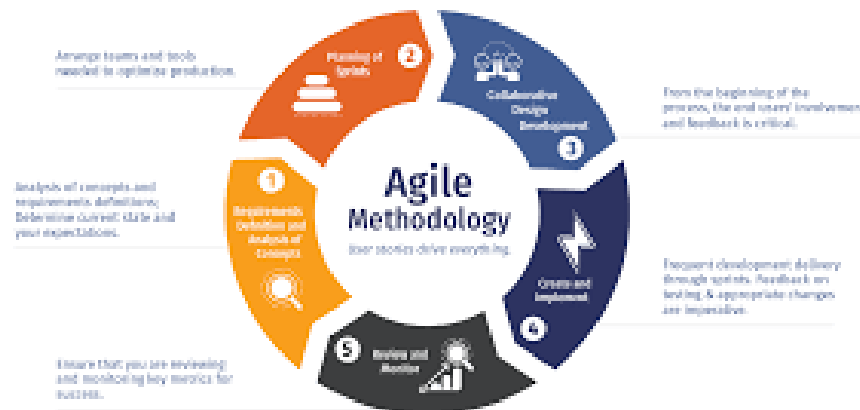 Arrange teams and tools
needed to optimize production.
2
Planning of
Sprints
Collaborative
Design
Development
3
From the beginning of the
process, the end users' involvemen
and feedback is critical.
1
Requirements
Definition and
Analysis of
Concepts
Analysis of concepts and
requirements definitions;
Determine current state and
your expectations.
Agile
Methodology
User stories drive everything.
Create and
Implement
4
Frequent development delivery
through sprints. Feedback on
testing & appropriate changes
are imperative.
5
Review and
Monitor
Ensure that you are reviewing
and monitoring key metrics for
success.